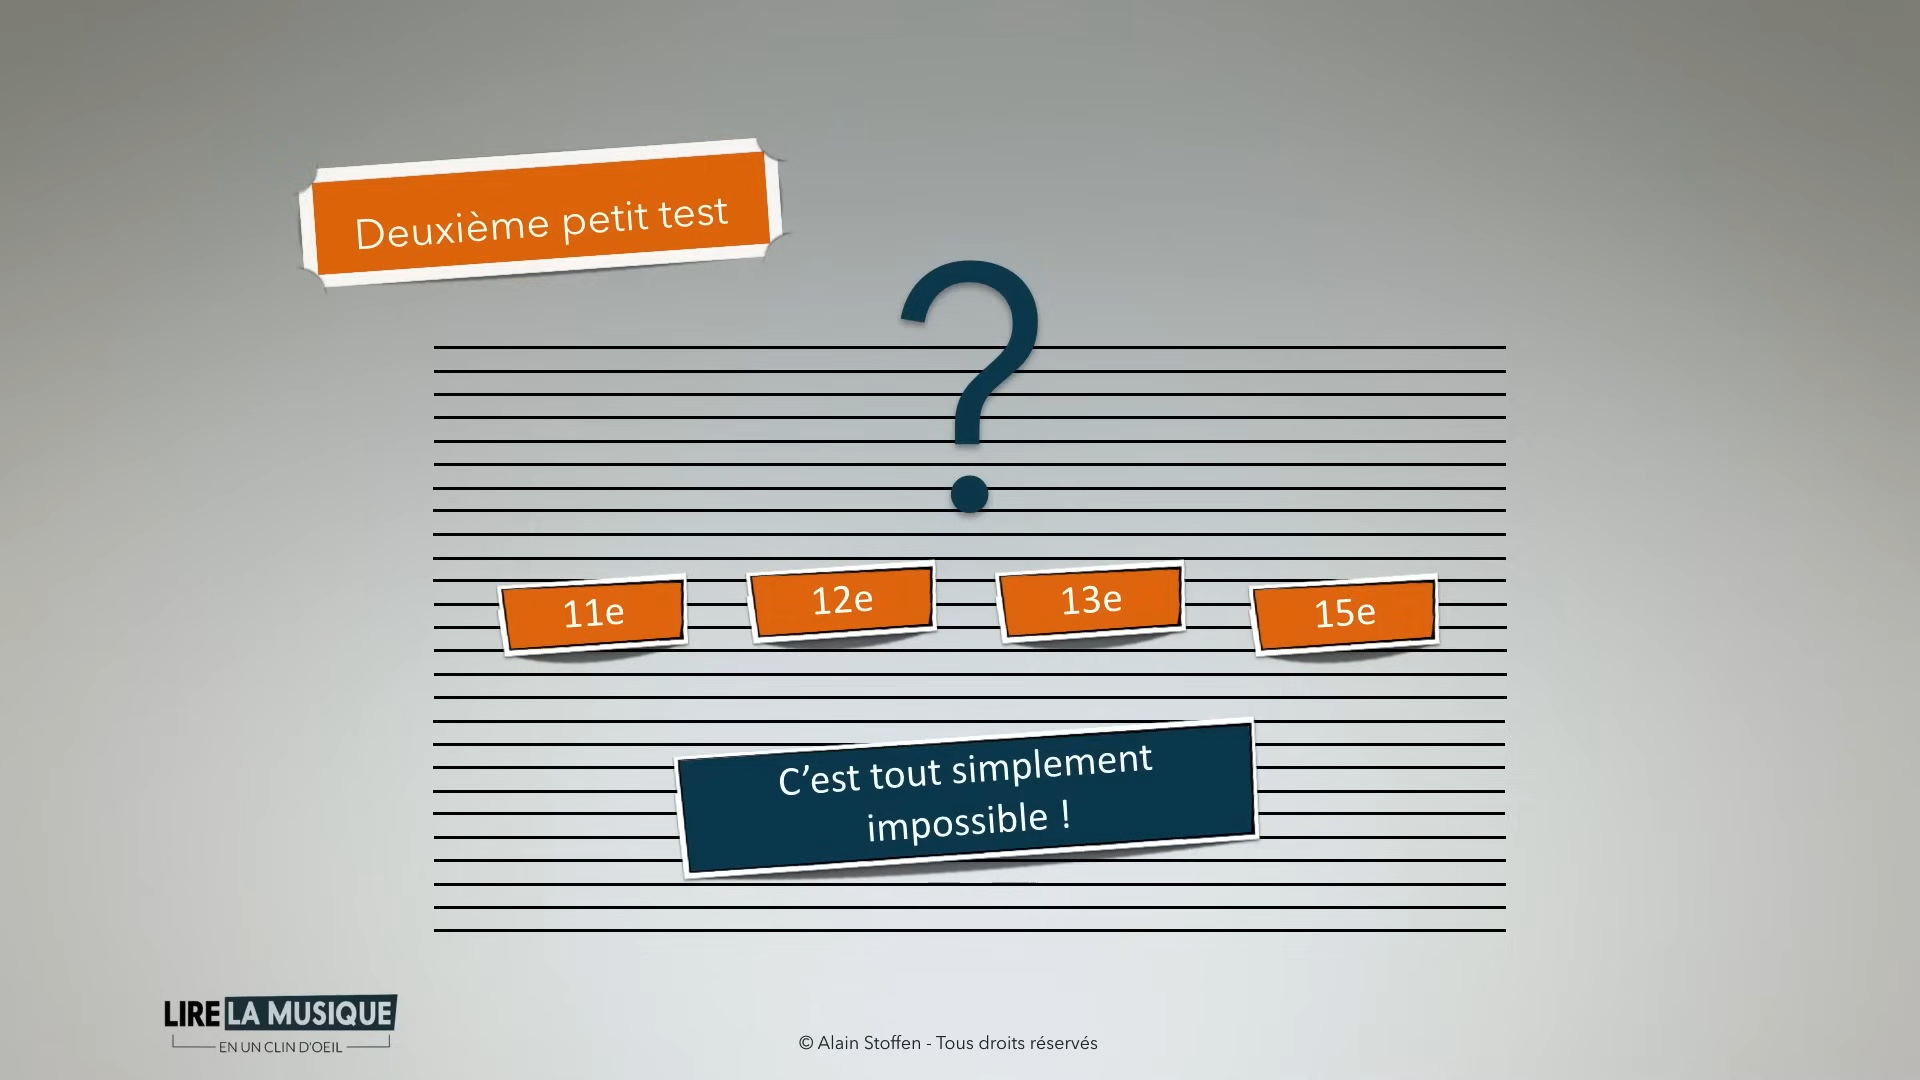 Deuxième petit test
?
11e
12e
13e
15e
C’est tout simplement
impossible !
LIRE LA MUSIQUE
EN UN CLIN D'OEIL
© Alain Stoffen - Tous droits réservés